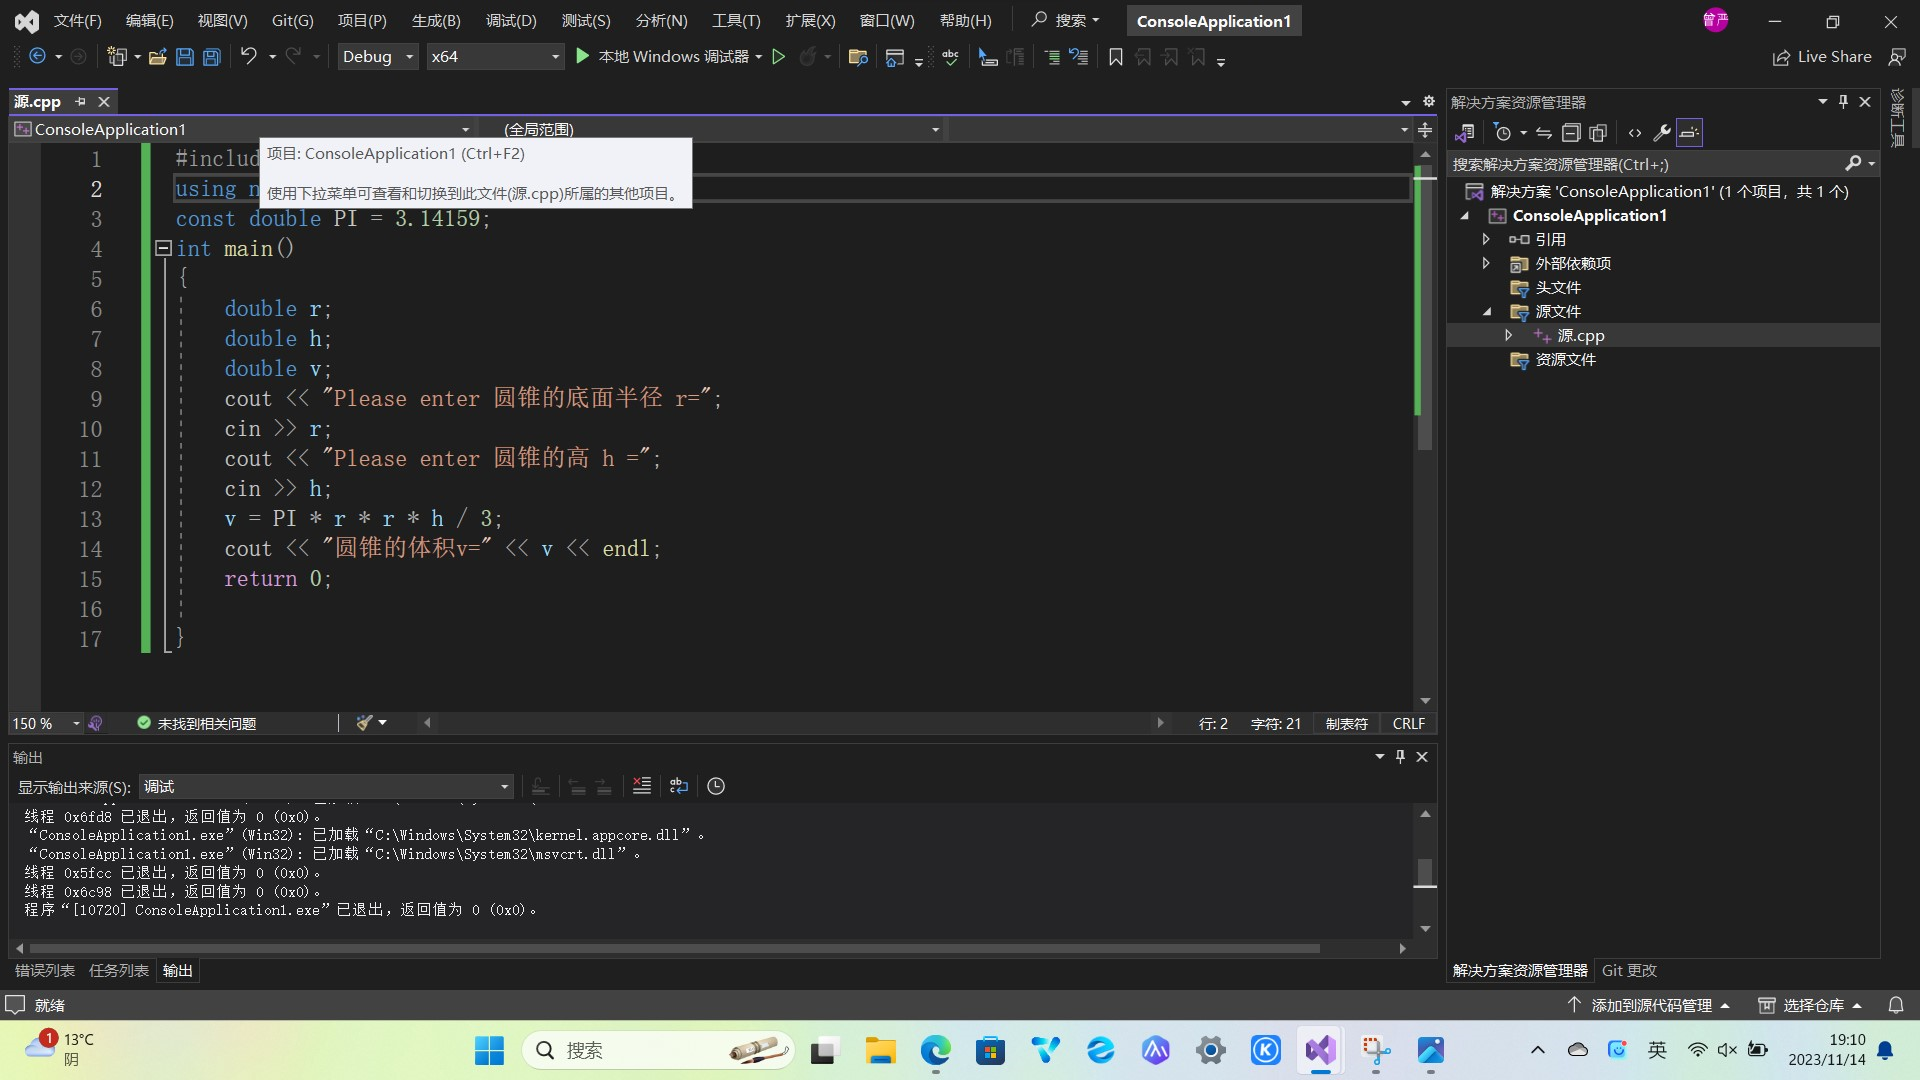 文件(F) 编辑(E) 视图(V) Git(G) 项目(P) 生成(B) 调试(D) 测试(S) 分析(N) 工具(T) 扩展(X) 窗口(W) 帮助(H) 搜索 ConsoleApplication1 曾严
Debug x64 本地 Windows 调试器 abc Live Share
源.cpp
ConsoleApplication1 (全局范围)
项目: ConsoleApplication1 (Ctrl+F2)
使用下拉菜单可查看和切换到此文件(源.cpp)所属的其他项目。
1 #includ
2 using n
3 const double PI = 3.14159;
4 int main()
5 {
6 double r;
7 double h;
8 double v;
9 cout << "Please enter 圆锥的底面半径 r=";
10 cin >> r;
11 cout << "Please enter 圆锥的高 h =";
12 cin >> h;
13 v = PI * r * r * h / 3;
14 cout << "圆锥的体积v=" << v << endl;
15 return 0;
16
17 }
150 % 未找到相关问题 行: 2 字符: 21 制表符 CRLF
输出
显示输出来源(S): 调试
线程 0x6fd8 已退出，返回值为 0 (0x0)。
“ConsoleApplication1.exe”(Win32): 已加载“C:\Windows\System32\kernel.appcore.dll”。
“ConsoleApplication1.exe”(Win32): 已加载“C:\Windows\System32\msvcrt.dll”。
线程 0x5fcc 已退出，返回值为 0 (0x0)。
线程 0x6c98 已退出，返回值为 0 (0x0)。
程序“[10720] ConsoleApplication1.exe”已退出，返回值为 0 (0x0)。
错误列表 任务列表 输出
解决方案资源管理器
搜索解决方案资源管理器(Ctrl+;)
解决方案 'ConsoleApplication1' (1 个项目，共 1 个)
ConsoleApplication1
引用
外部依赖项
头文件
源文件
源.cpp
资源文件
解决方案资源管理器 Git 更改
诊断工具
就绪 添加到源代码管理 选择仓库
1 13°C
阴
搜索
英
19:10
2023/11/14